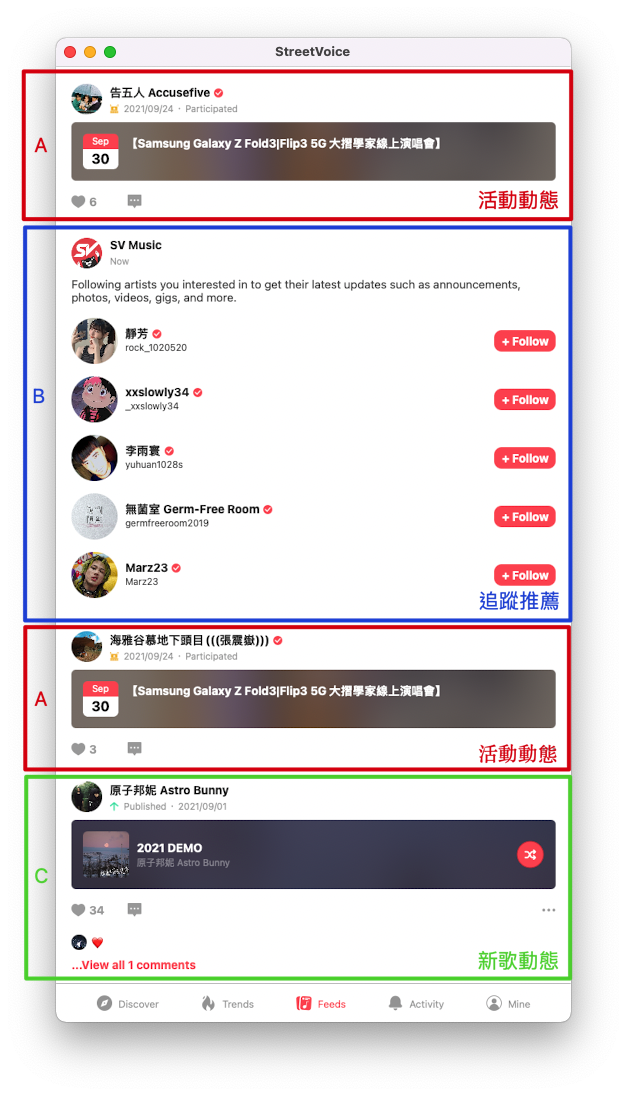 StreetVoice
A
告五人 Accusefive
2021/09/24 · Participated
Sep
30
【Samsung Galaxy Z Fold3|Flip3 5G 大摺學家線上演唱會】
6
活動動態
B
SV Music
Now
Following artists you interested in to get their latest updates such as announcements,
photos, videos, gigs, and more.
靜芳
rock_1020520
+ Follow
xxslowly34
_xxslowly34
+ Follow
李雨寰
yuhuan1028s
+ Follow
無菌室 Germ-Free Room
germfreeroom2019
+ Follow
Marz23
Marz23
+ Follow
追蹤推薦
A
海雅谷慕地下頭目(((張震嶽)))
2021/09/24 · Participated
Sep
30
【Samsung Galaxy Z Fold3|Flip3 5G 大摺學家線上演唱會】
3
活動動態
C
原子邦妮 Astro Bunny
Published · 2021/09/01
2021 DEMO
原子邦妮 Astro Bunny
34
...View all 1 comments
新歌動態
Discover
Trends
Feeds
Activity
Mine